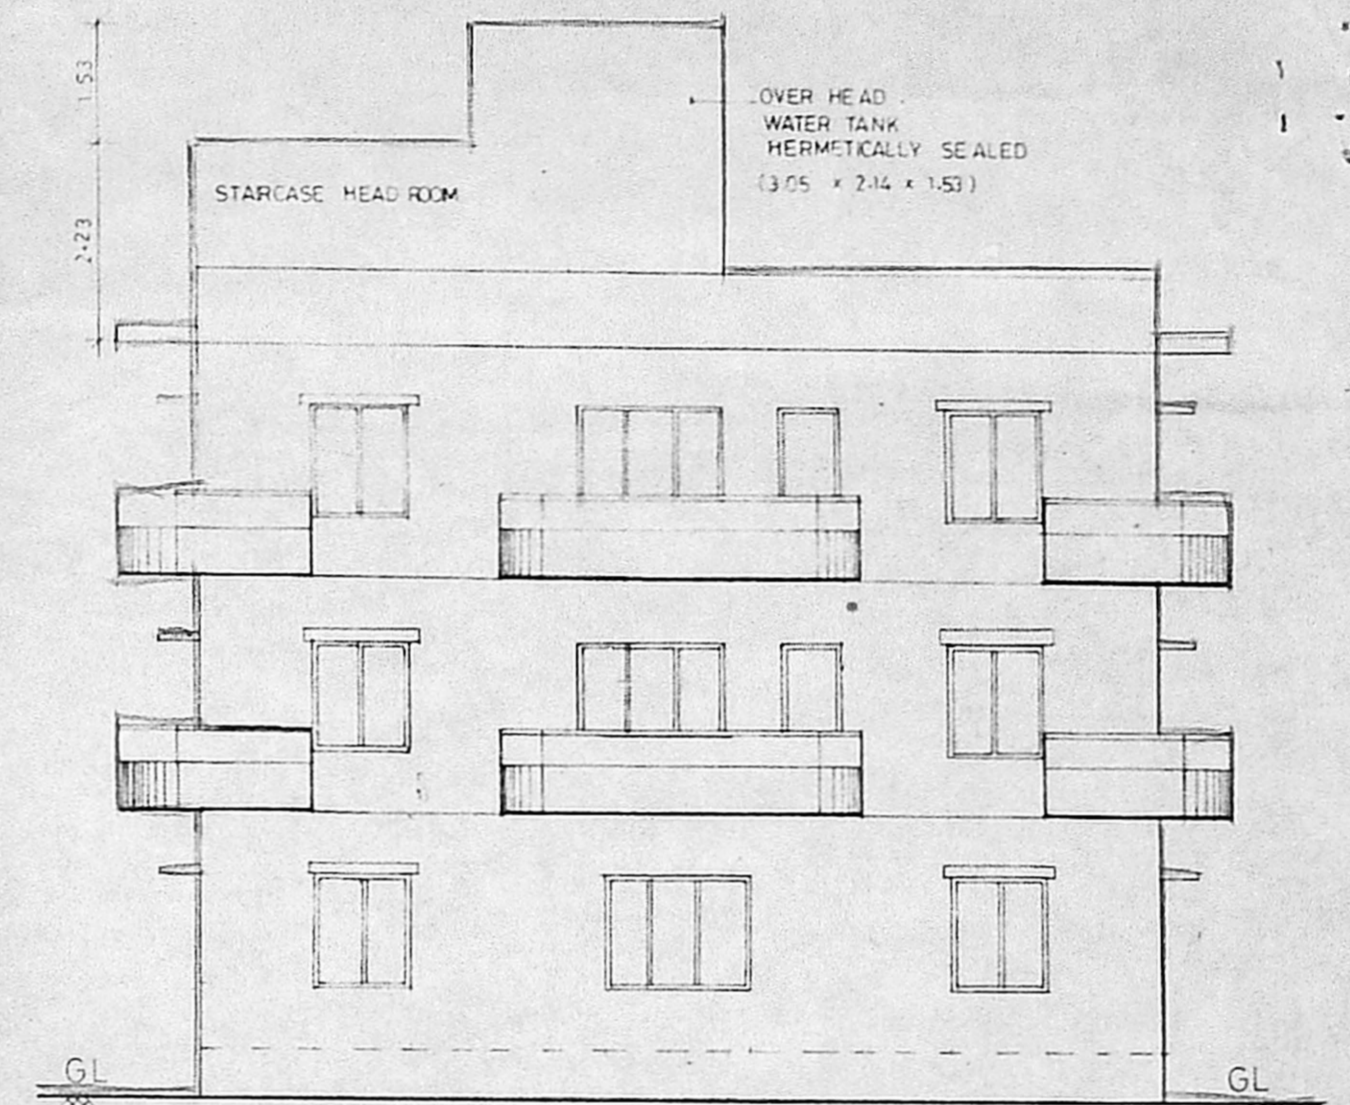 1.53
OVER HEAD
WATER TANK
HERMETICALLY SEALED
(3.05 x 2.14 x 1.53)
STAIRCASE HEAD ROOM
2.23
GL
GL